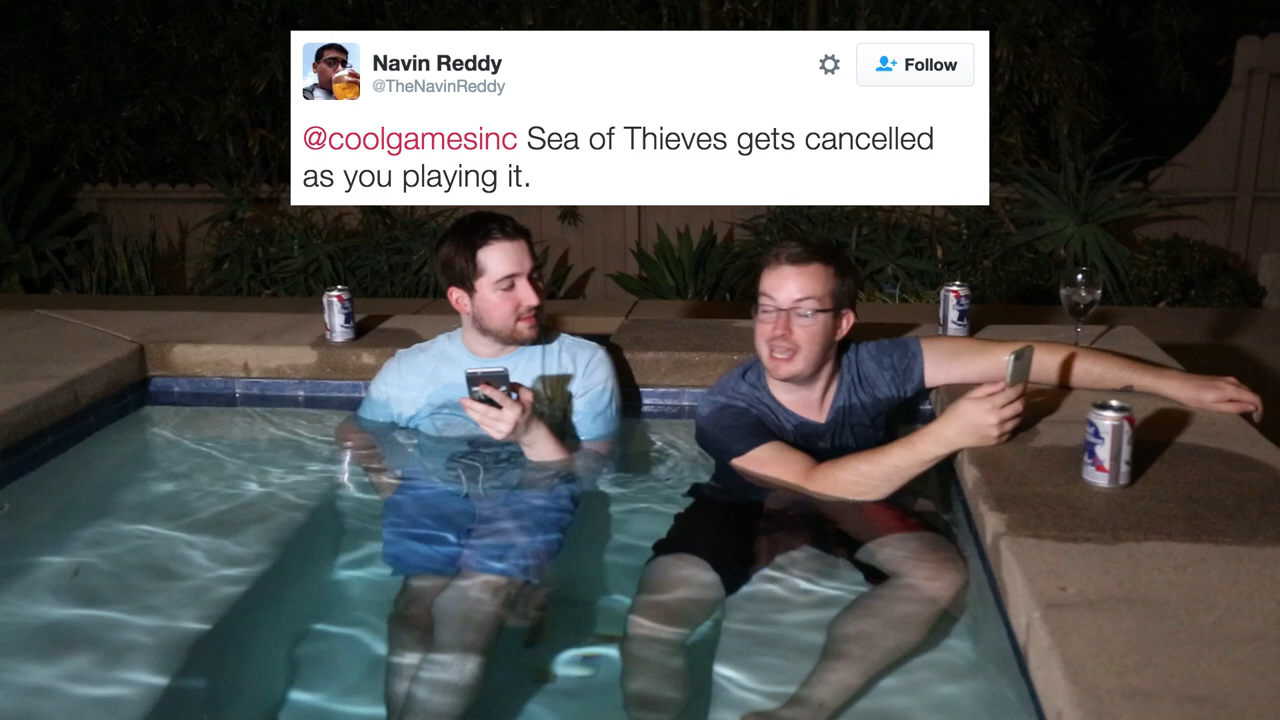 Navin Reddy
@TheNavinReddy
Follow
@coolgamesinc Sea of Thieves gets cancelled
as you playing it.